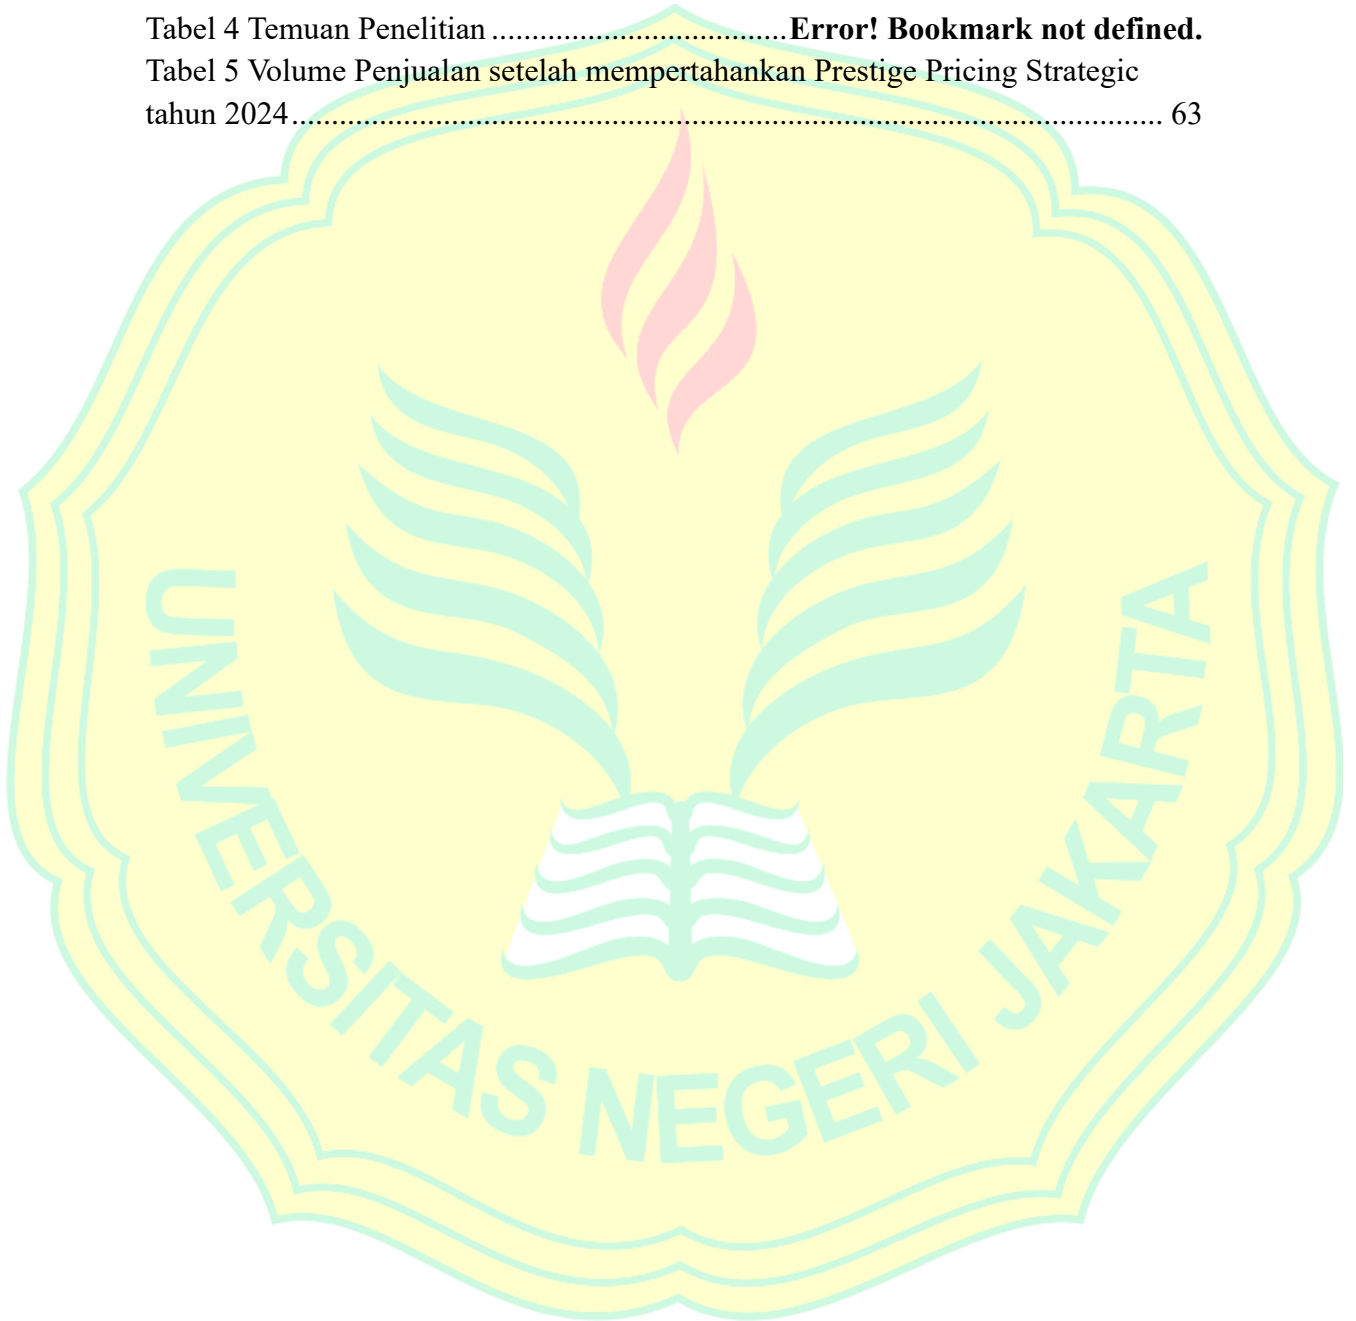 Tabel 4 Temuan Penelitian .....................................Error! Bookmark not defined.
Tabel 5 Volume Penjualan setelah mempertahankan Prestige Pricing Strategic
tahun 2024............................................................................................................. 63
UNIVERSITAS NEGERI JAKARTA